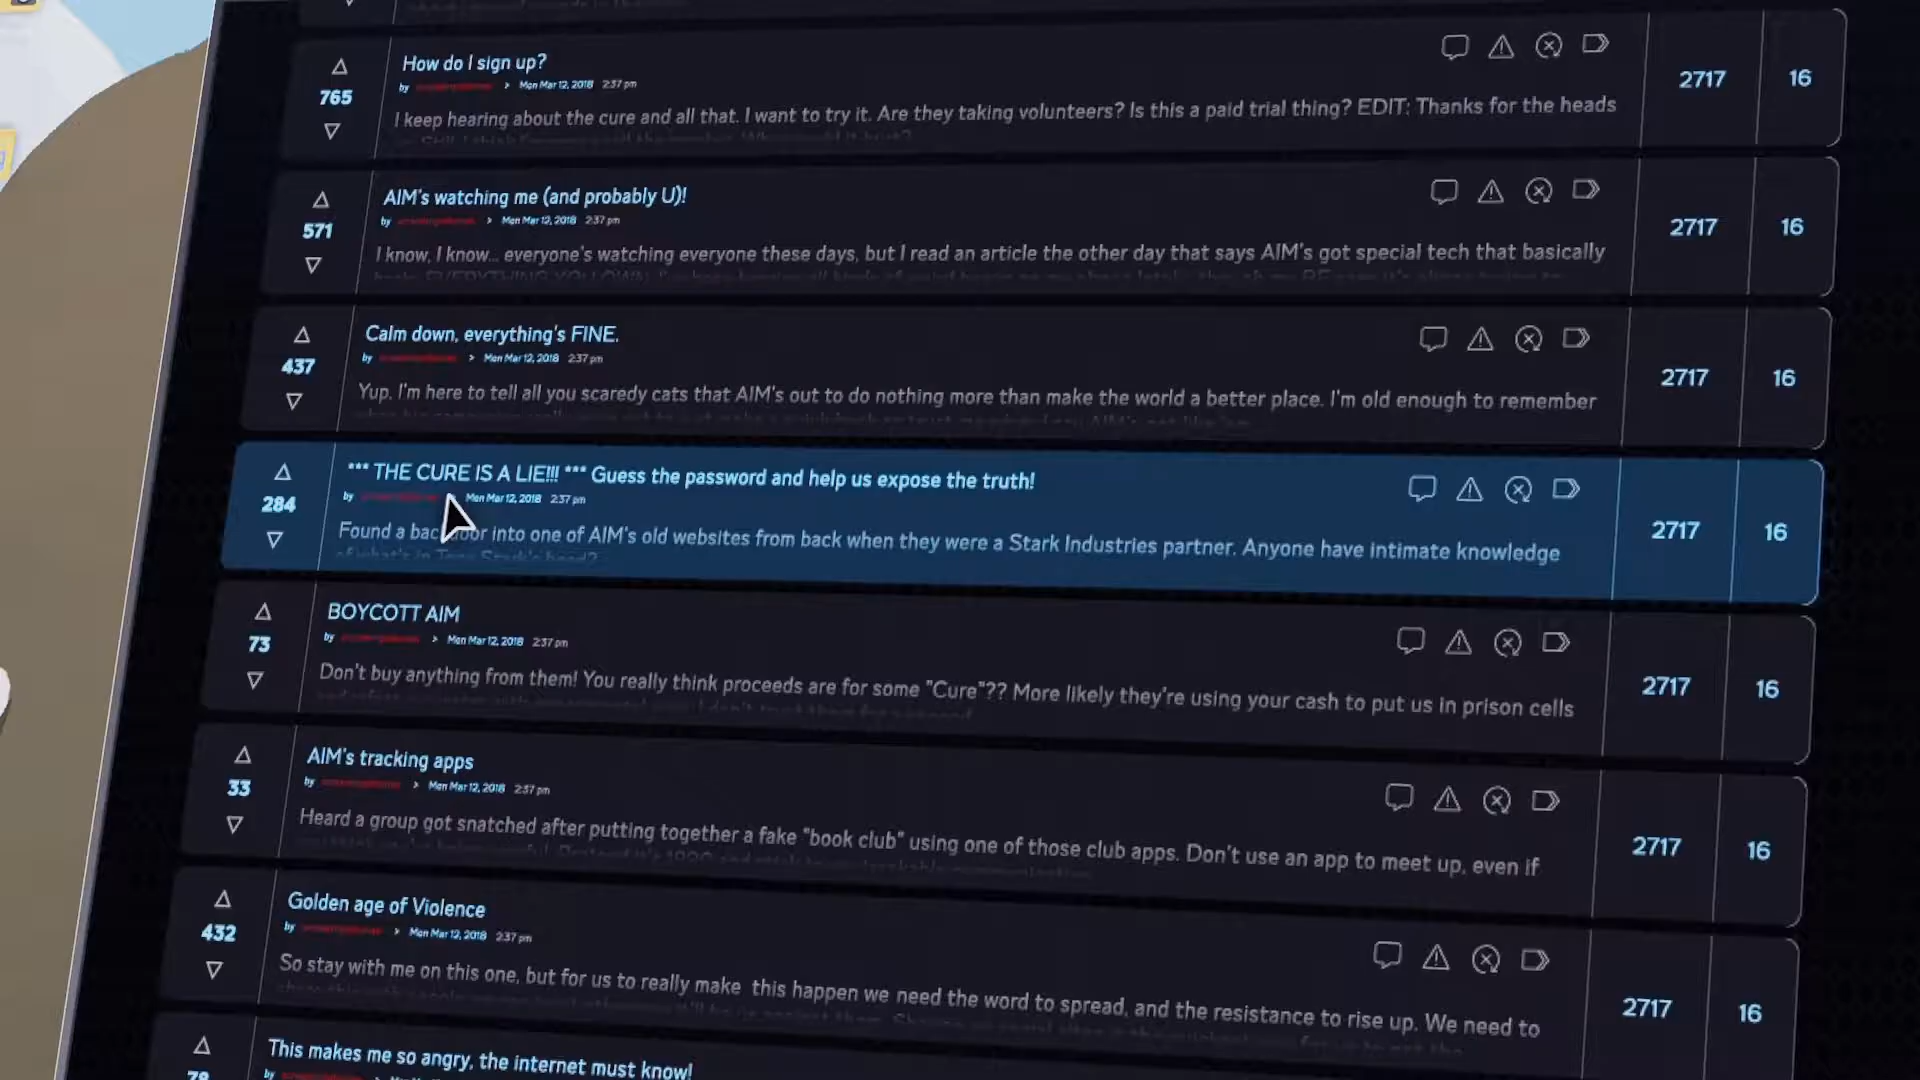 How do I sign up?
765
by > Mon Mar 12, 2018 2:37 pm
I keep hearing about the cure and all that. I want to try it. Are they taking volunteers? Is this a paid trial thing? EDIT: Thanks for the heads
2717 16
AIM's watching me (and probably U)!
571
by > Mon Mar 12, 2018 2:37 pm
I know, I know... everyone's watching everyone these days, but I read an article the other day that says AIM's got special tech that basically
2717 16
Calm down, everything's FINE.
437
by > Mon Mar 12, 2018 2:37 pm
Yup. I'm here to tell all you scaredy cats that AIM's out to do nothing more than make the world a better place. I'm old enough to remember
2717 16
*** THE CURE IS A LIE!!! *** Guess the password and help us expose the truth!
284
by Mon Mar 12, 2018 2:37 pm
Found a backdoor into one of AIM's old websites from back when they were a Stark Industries partner. Anyone have intimate knowledge
of what's in Tony Stark's head?
2717 16
BOYCOTT AIM
73
by > Mon Mar 12, 2018 2:37 pm
Don't buy anything from them! You really think proceeds are for some "Cure"?? More likely they're using your cash to put us in prison cells
2717 16
AIM's tracking apps
33
by > Mon Mar 12, 2018 2:37 pm
Heard a group got snatched after putting together a fake "book club" using one of those club apps. Don't use an app to meet up, even if
2717 16
Golden age of Violence
432
by > Mon Mar 12, 2018 2:37 pm
So stay with me on this one, but for us to really make this happen we need the word to spread, and the resistance to rise up. We need to
2717 16
This makes me so angry, the internet must know!
78
by